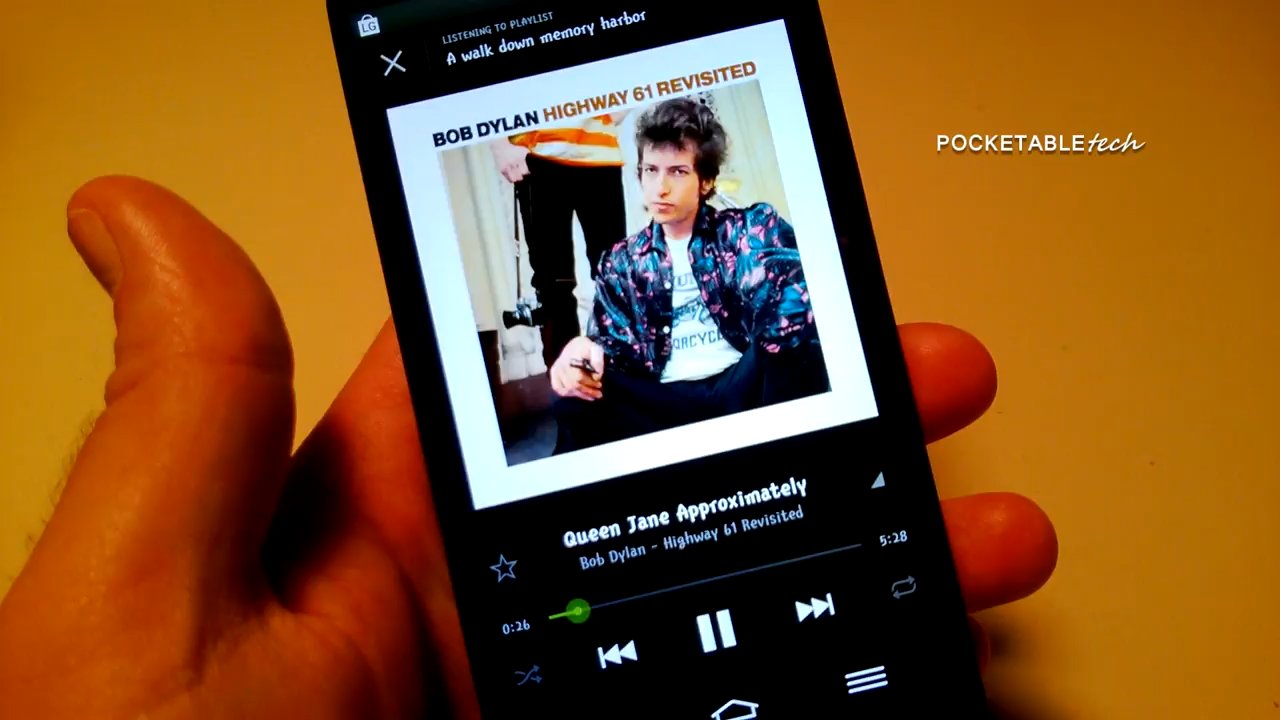 LG
LISTENING TO PLAYLIST
A walk down memory harbor
BOB DYLAN HIGHWAY 61 REVISITED
POCKETABLEtech
Queen Jane Approximately
Bob Dylan - Highway 61 Revisited
0:26
5:28